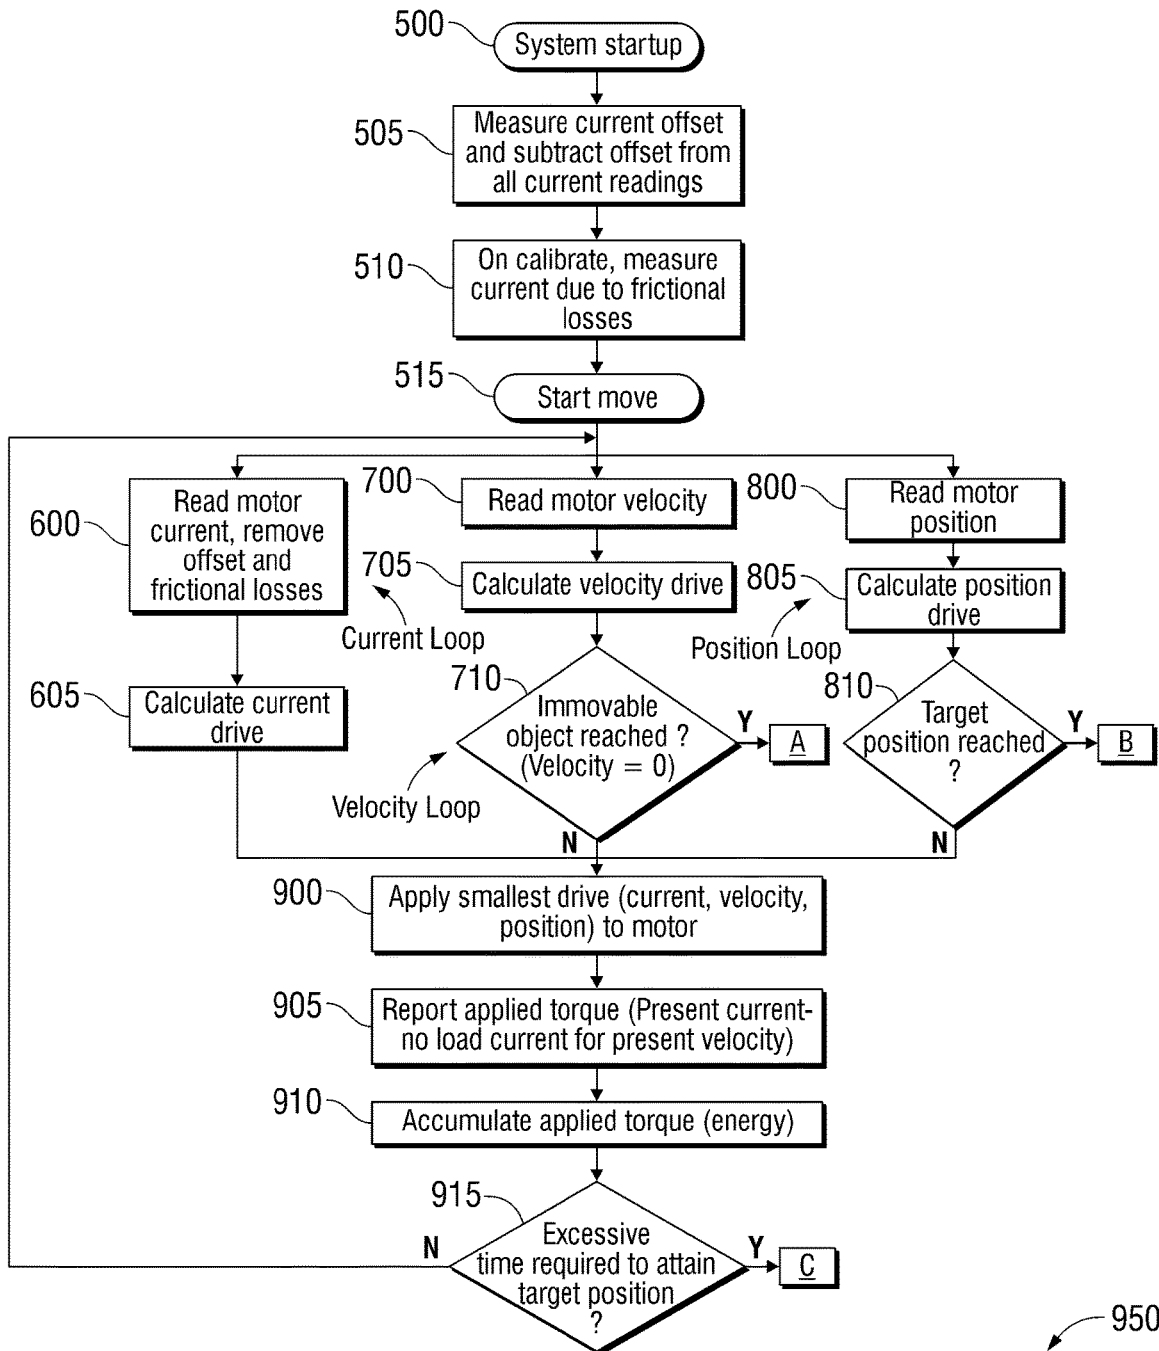 500
System startup
505
Measure current offset
and subtract offset from
all current readings
510
On calibrate, measure
current due to frictional
losses
515
Start move
600
Read motor
current, remove
offset and
frictional losses
605
Calculate current
drive
Current Loop
700
Read motor velocity
705
Calculate velocity drive
710
Immovable
object reached ?
(Velocity = 0)
Y
A
N
Velocity Loop
800
Read motor
position
805
Calculate position
drive
Position Loop
810
Target
position reached
?
Y
B
N
900
Apply smallest drive (current, velocity,
position) to motor
905
Report applied torque (Present current-
no load current for present velocity)
910
Accumulate applied torque (energy)
915
Excessive
time required to attain
target position
?
N
Y
C
950